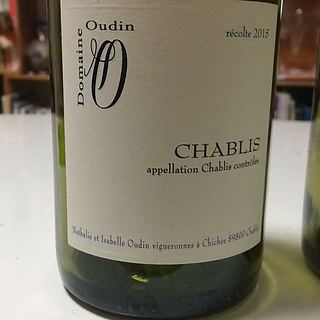 Domaine Oudin
récolte 2015
CHABLIS
appellation Chablis contrôlée
Nathalie et Isabelle Oudin vigneronnes à Chichée 89800 Chablis